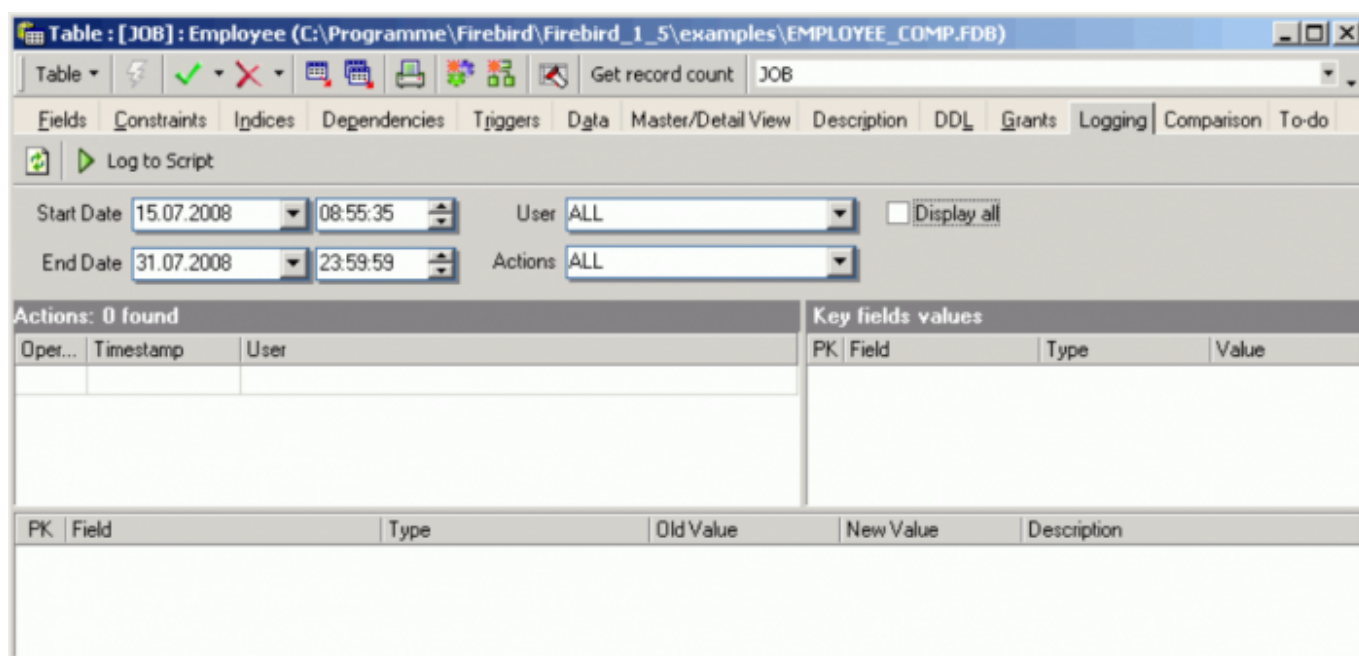 Table : [JOB] : Employee (C:\Programme\Firebird\Firebird_1_5\examples\EMPLOYEE_COMP.FDB)
Table Get record count JOB
Fields Constraints Indices Dependencies Triggers Data Master/Detail View Description DDL Grants Logging Comparison To-do
Log to Script
Start Date 15.07.2008 08:55:35 User ALL Display all
End Date 31.07.2008 23:59:59 Actions ALL
Actions: 0 found Key fields values
Oper... Timestamp User PK Field Type Value
PK Field Type Old Value New Value Description